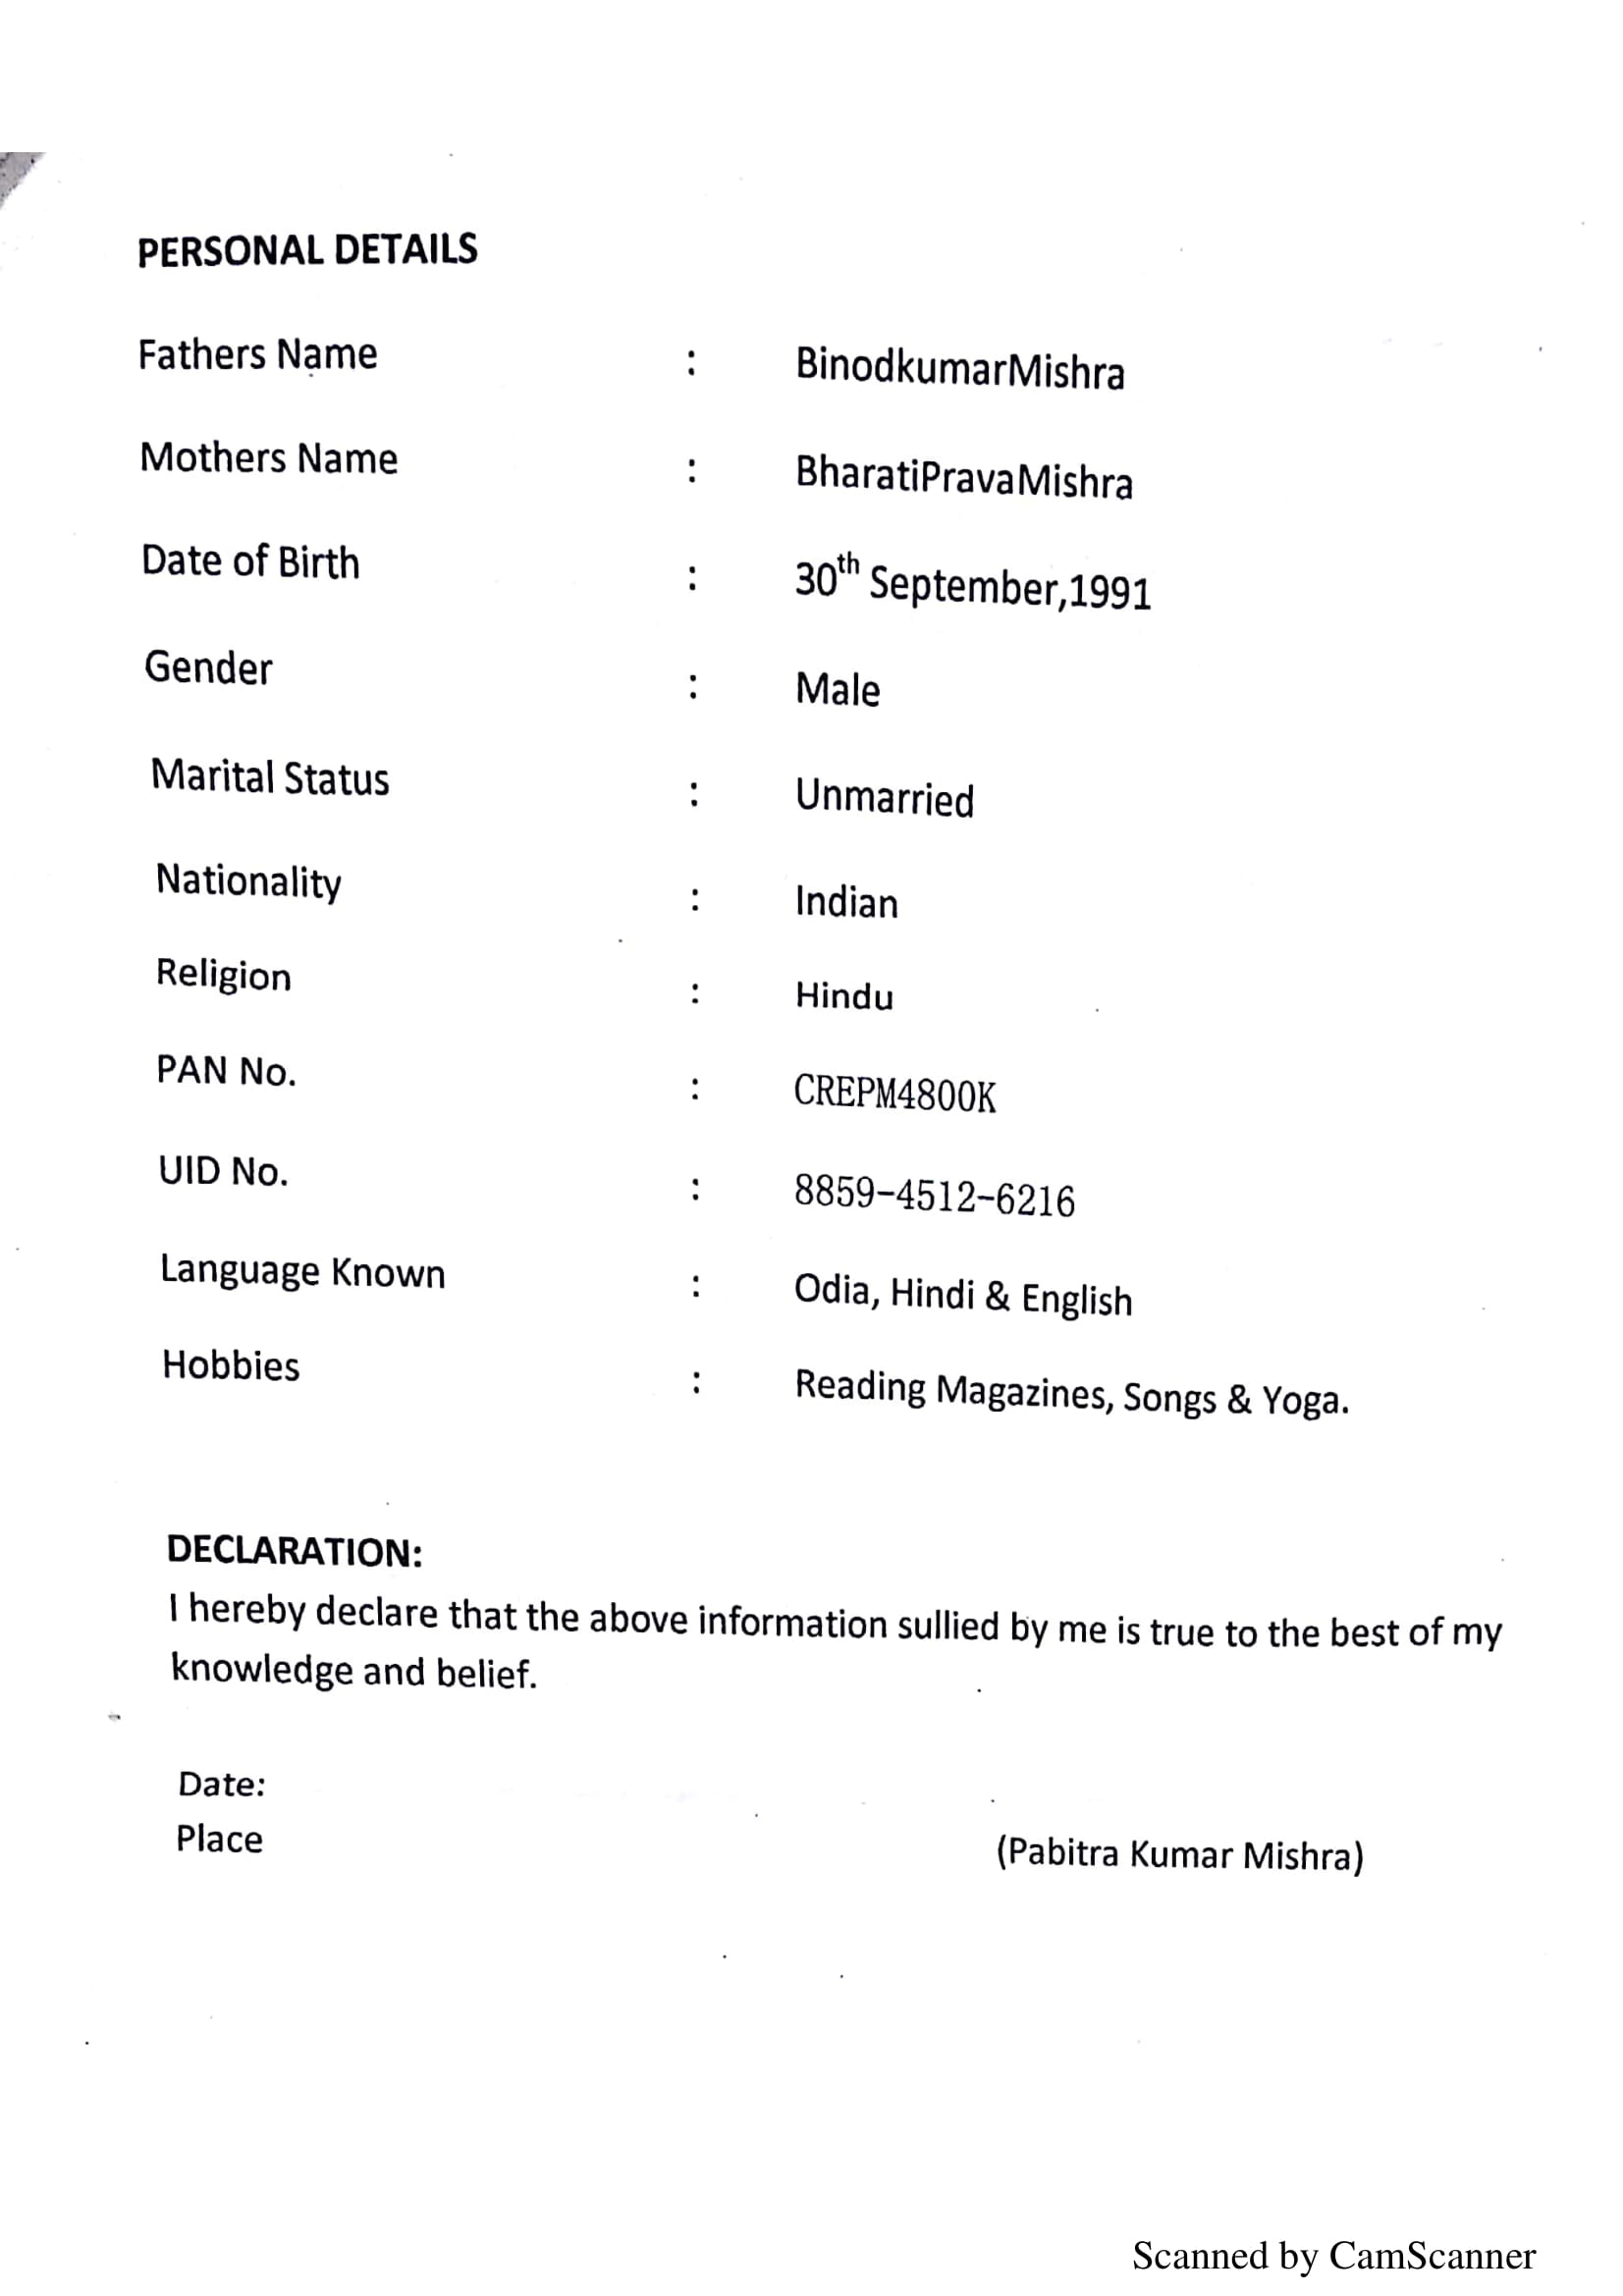 PERSONAL DETAILS
Fathers Name : BinodkumarMishra
Mothers Name : BharatiPravaMishra
Date of Birth : 30th September,1991
Gender : Male
Marital Status : Unmarried
Nationality : Indian
Religion : Hindu
PAN No. : CREPM4800K
UID No. : 8859-4512-6216
Language Known : Odia, Hindi & English
Hobbies : Reading Magazines, Songs & Yoga.
DECLARATION:
I hereby declare that the above information sullied by me is true to the best of my
knowledge and belief.
Date:
Place
(Pabitra Kumar Mishra)
Scanned by CamScanner